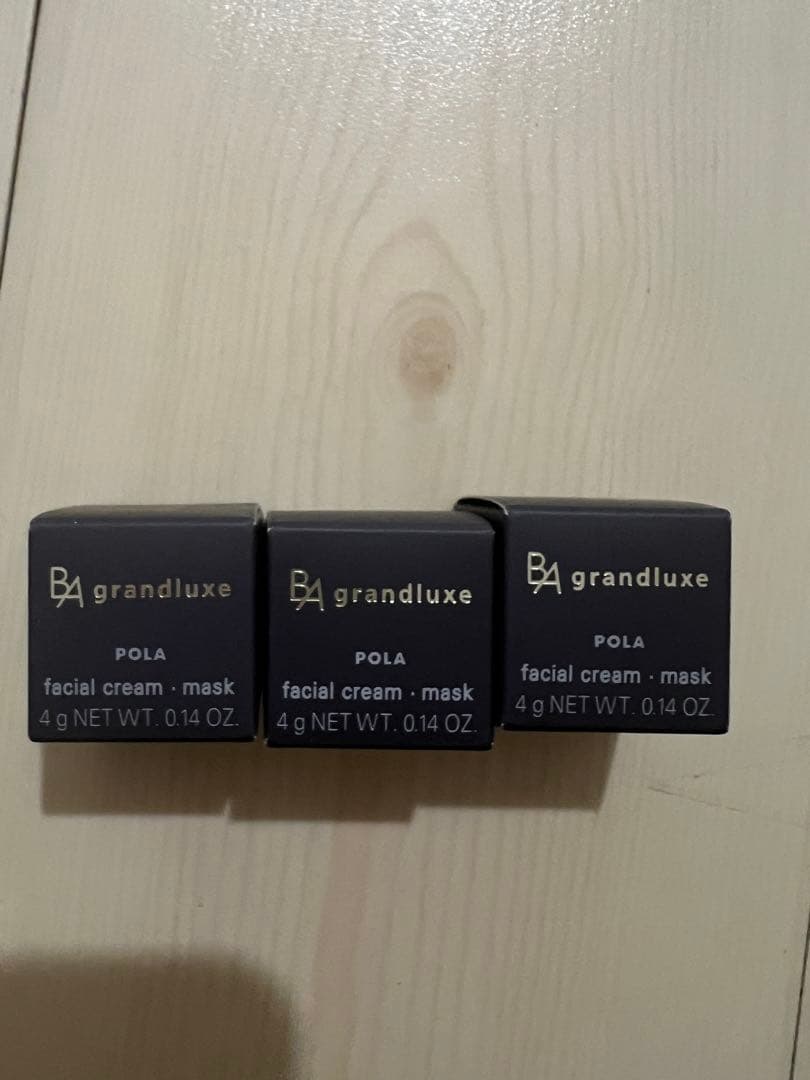 BA grandluxe
POLA
facial cream · mask
4 g NET WT. 0.14 OZ.
BA grandluxe
POLA
facial cream · mask
4 g NET WT. 0.14 OZ.
BA grandluxe
POLA
facial cream · mask
4 g NET WT. 0.14 OZ.